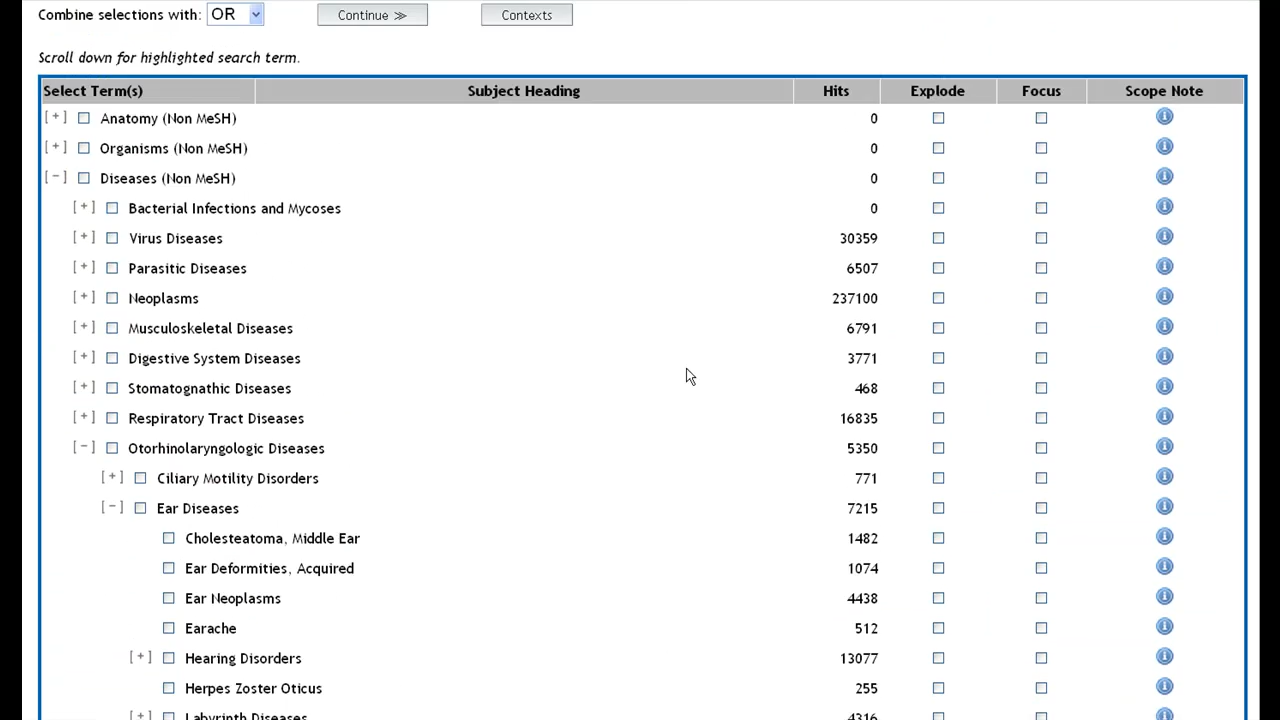 Combine selections with: OR Continue ≫ Contexts
Scroll down for highlighted search term.
Select Term(s) Subject Heading Hits Explode Focus Scope Note
[+] Anatomy (Non MeSH) 0
[+] Organisms (Non MeSH) 0
[-] Diseases (Non MeSH) 0
[+] Bacterial Infections and Mycoses 0
[+] Virus Diseases 30359
[+] Parasitic Diseases 6507
[+] Neoplasms 237100
[+] Musculoskeletal Diseases 6791
[+] Digestive System Diseases 3771
[+] Stomatognathic Diseases 468
[+] Respiratory Tract Diseases 16835
[-] Otorhinolaryngologic Diseases 5350
[+] Ciliary Motility Disorders 771
[-] Ear Diseases 7215
Cholesteatoma, Middle Ear 1482
Ear Deformities, Acquired 1074
Ear Neoplasms 4438
Earache 512
[+] Hearing Disorders 13077
Herpes Zoster Oticus 255
[+] Labyrinth Diseases 4316